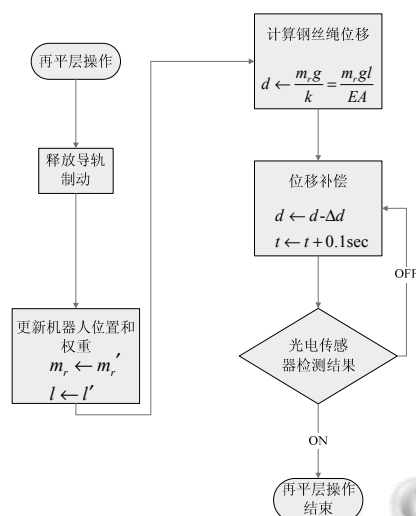 再平层操作
释放导轨
制动
更新机器人位置和
权重
m_r ← m_r′
l ← l′
计算钢丝绳位移
d ← m_r g / k = m_r g l / EA
位移补偿
d ← d-Δd
t ← t + 0.1sec
OFF
光电传感
器检测结果
ON
再平层操作
结束